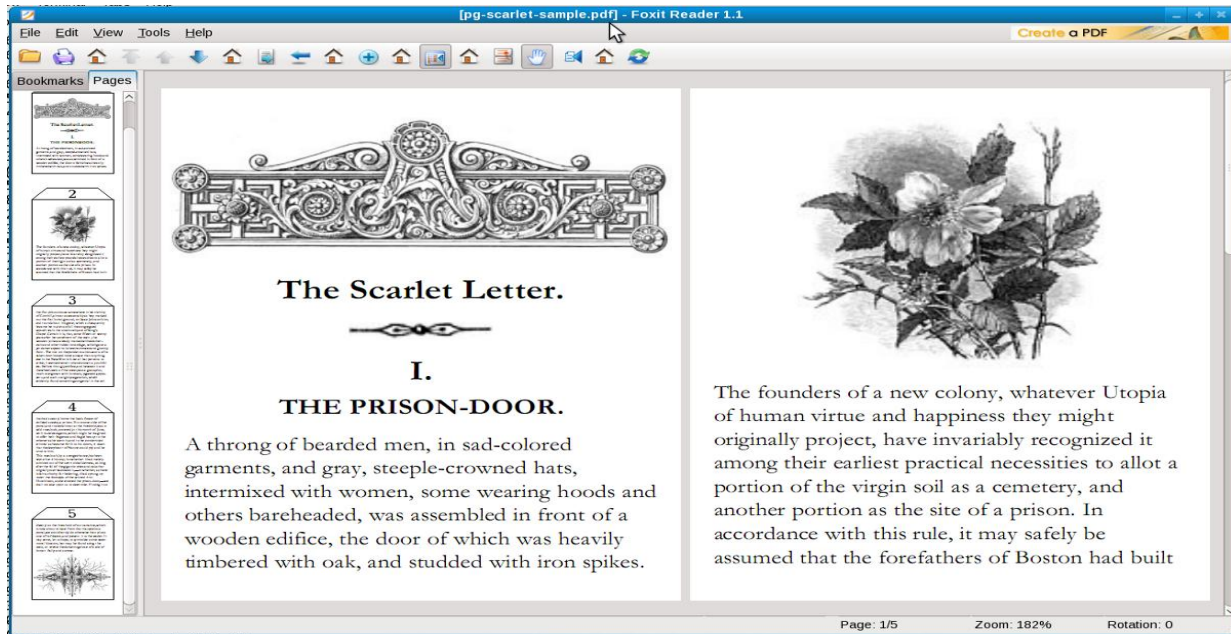 [pg-scarlet-sample.pdf] - Foxit Reader 1.1
File Edit View Tools Help
Create a PDF
Bookmarks Pages
The Scarlet Letter.
I.
THE PRISON-DOOR.
2
3
4
5
The Scarlet Letter.
I.
THE PRISON-DOOR.
A throng of bearded men, in sad-colored
garments, and gray, steeple-crowned hats,
intermixed with women, some wearing hoods and
others bareheaded, was assembled in front of a
wooden edifice, the door of which was heavily
timbered with oak, and studded with iron spikes.
The founders of a new colony, whatever Utopia
of human virtue and happiness they might
originally project, have invariably recognized it
among their earliest practical necessities to allot a
portion of the virgin soil as a cemetery, and
another portion as the site of a prison. In
accordance with this rule, it may safely be
assumed that the forefathers of Boston had built
Page: 1/5 Zoom: 182% Rotation: 0